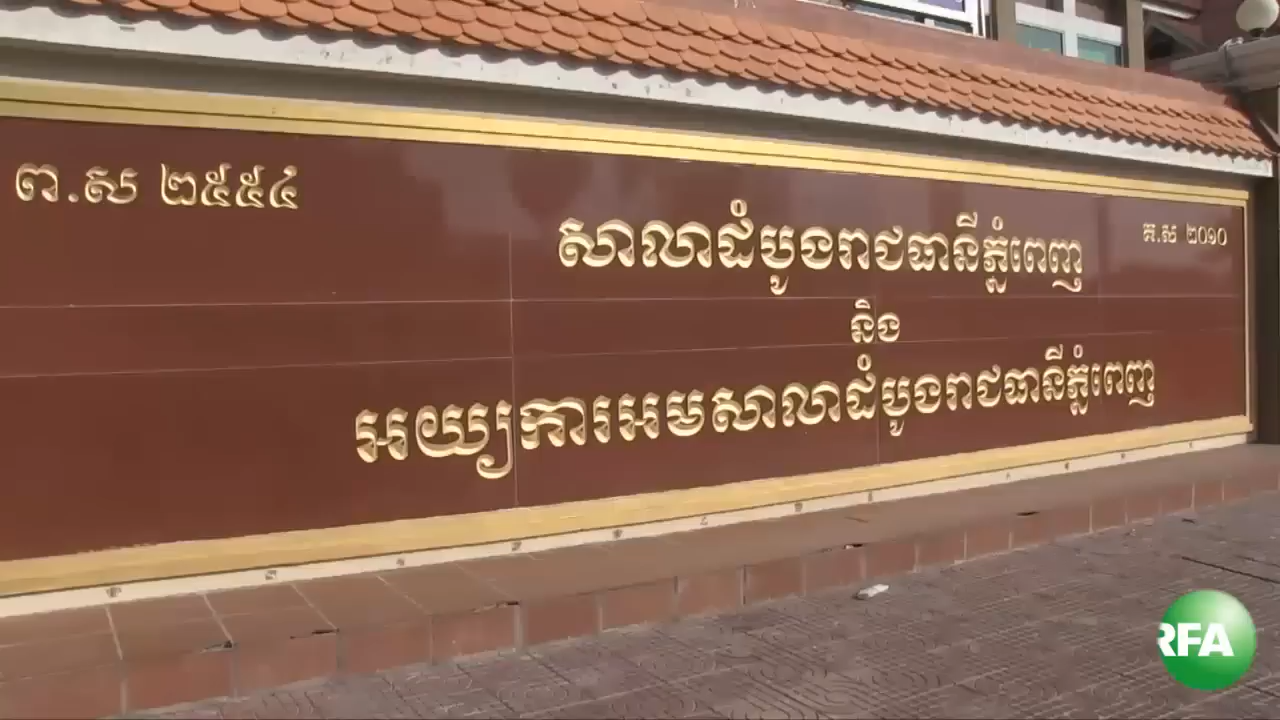 ព.ស ២៥៥៤
សាលាដំបូងរាជធានីភ្នំពេញ
គ.ស ២០១០
និង
អយ្យការអមសាលាដំបូងរាជធានីភ្នំពេញ
RFA